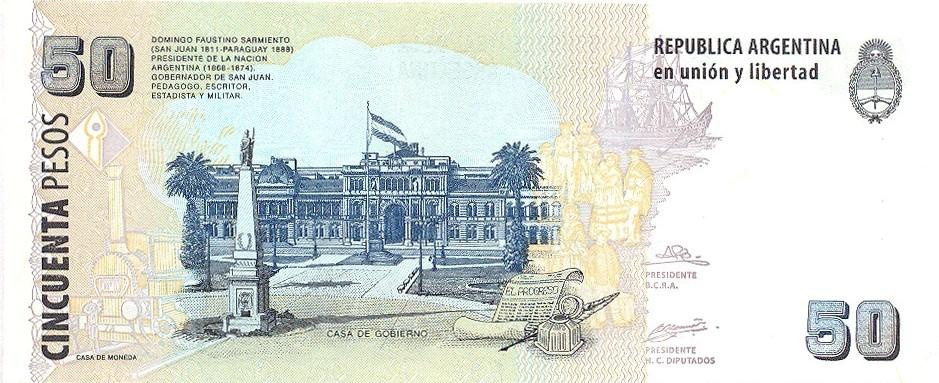 50
DOMINGO FAUSTINO SARMIENTO
(SAN JUAN 1811-PARAGUAY 1888)
PRESIDENTE DE LA NACION
ARGENTINA (1868-1874).
GOBERNADOR DE SAN JUAN.
PEDAGOGO, ESCRITOR,
ESTADISTA Y MILITAR.
REPUBLICA ARGENTINA
en unión y libertad
CINCUENTA PESOS
EL PROGRESO
PRESIDENTE
B.C.R.A.
CASA DE GOBIERNO
50
PRESIDENTE
H. C. DIPUTADOS
CASA DE MONEDA